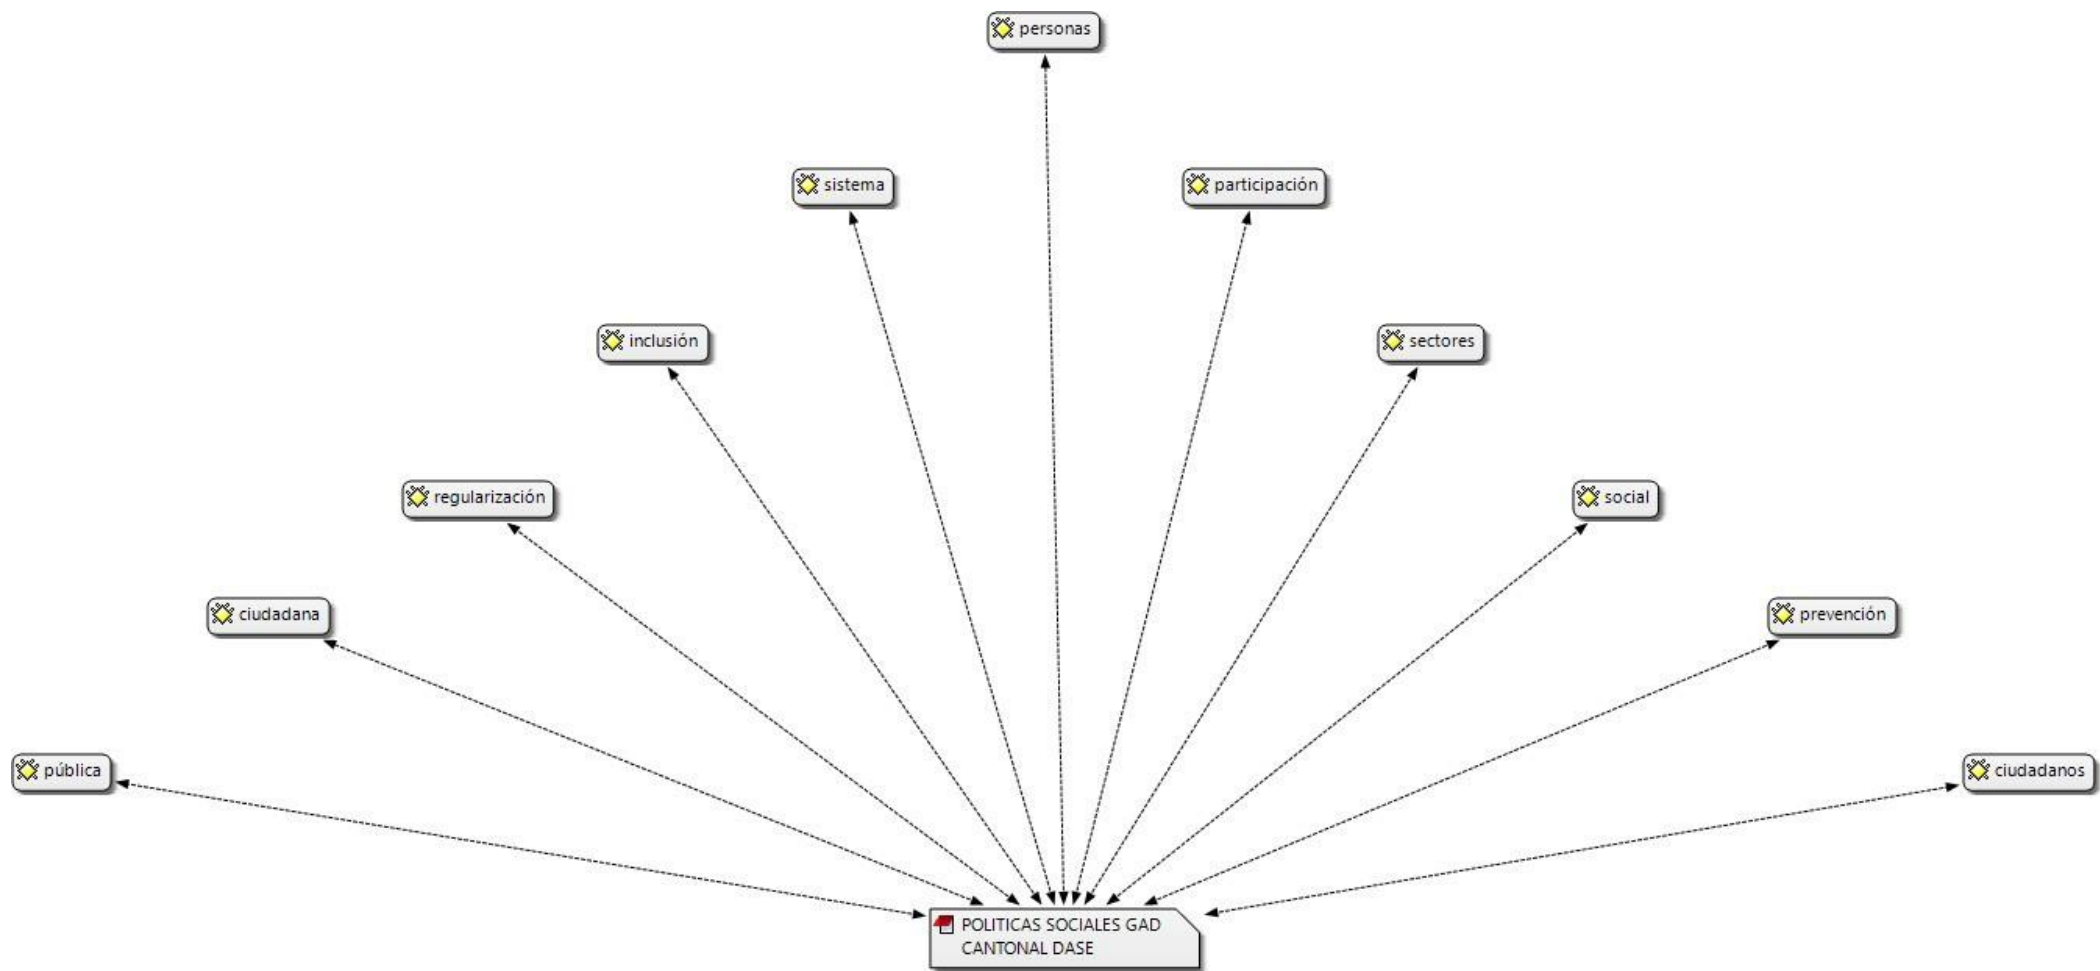 personas
sistema
participación
inclusión
sectores
regularización
social
ciudadana
prevención
pública
ciudadanos
POLITICAS SOCIALES GAD
CANTONAL DASE